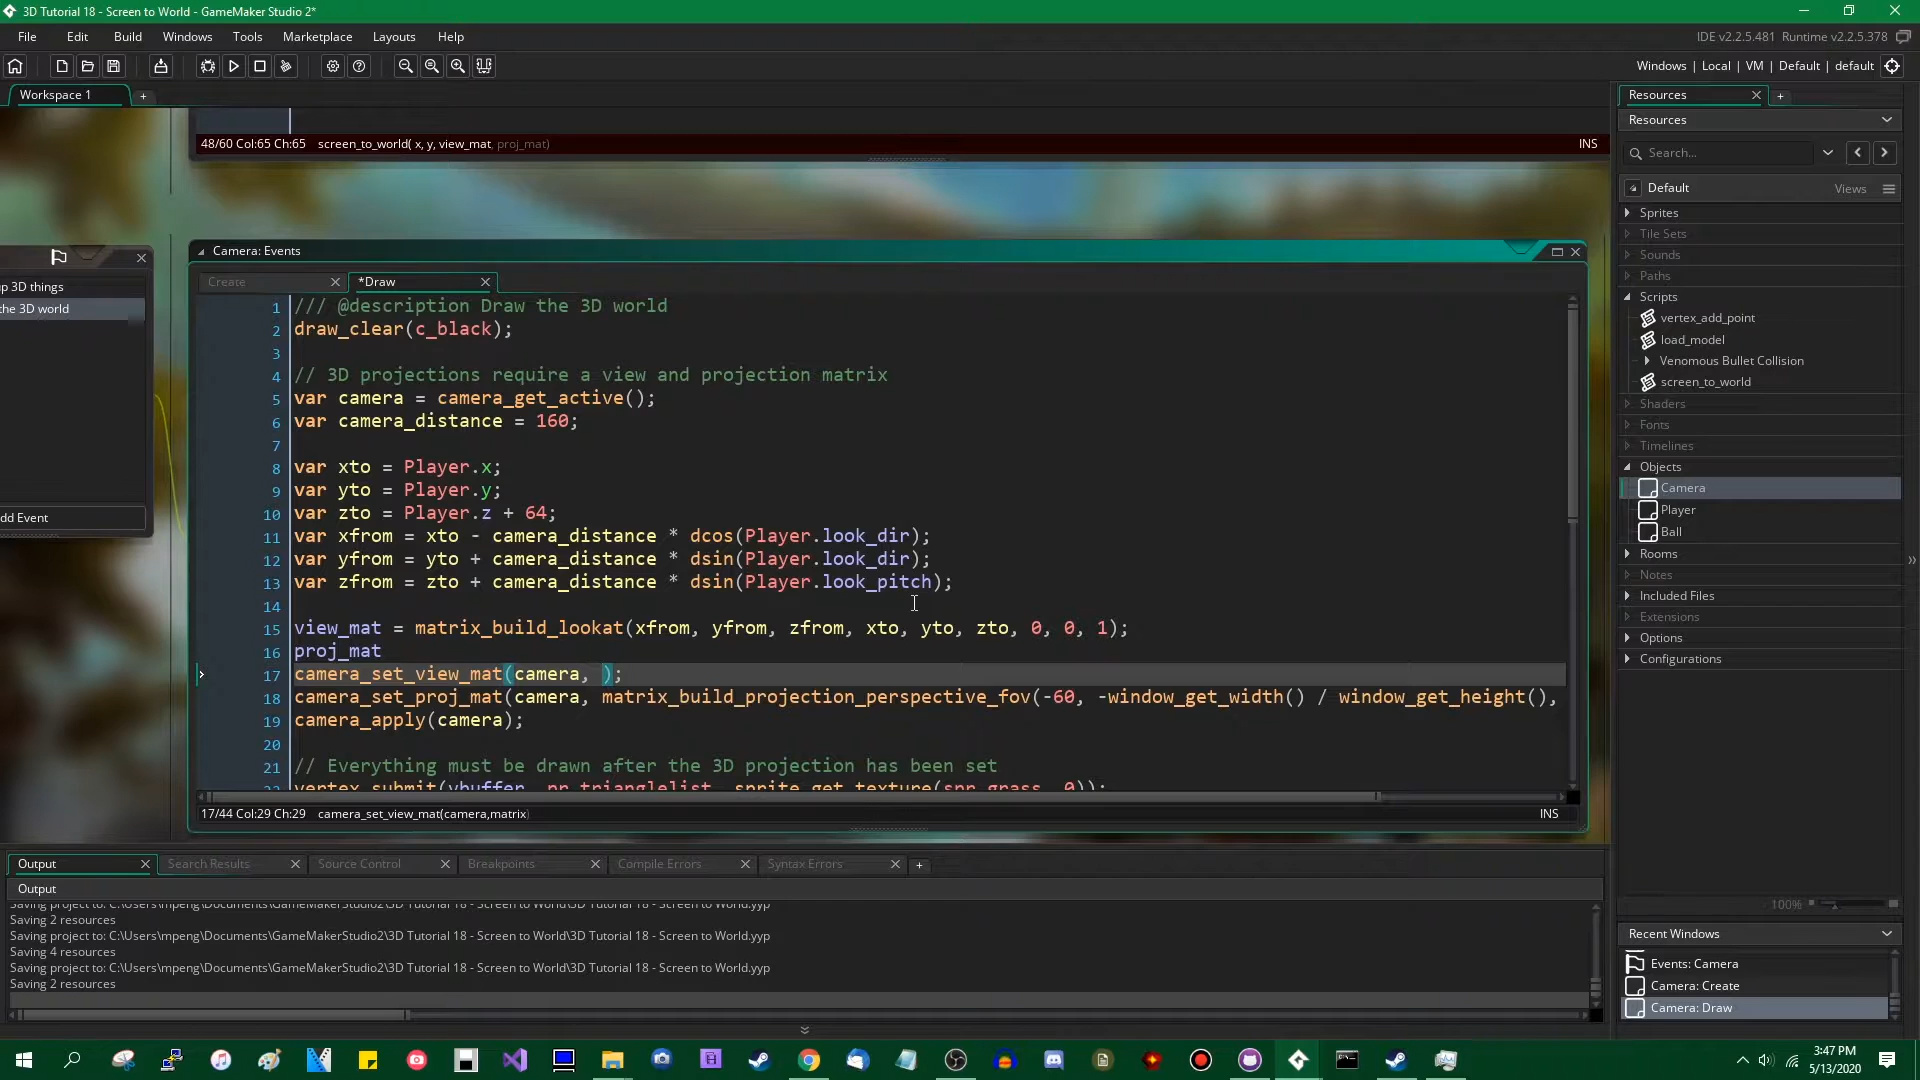 3D Tutorial 18 - Screen to World - GameMaker Studio 2*
File Edit Build Windows Tools Marketplace Layouts Help
IDE v2.2.5.481 Runtime v2.2.5.378
Windows | Local | VM | Default | default
Workspace 1
48/60 Col:65 Ch:65 screen_to_world( x, y, view_mat, proj_mat) INS
p 3D things
the 3D world
dd Event
Camera: Events
Create
*Draw
1 /// @description Draw the 3D world
2 draw_clear(c_black);
3
4 // 3D projections require a view and projection matrix
5 var camera = camera_get_active();
6 var camera_distance = 160;
7
8 var xto = Player.x;
9 var yto = Player.y;
10 var zto = Player.z + 64;
11 var xfrom = xto - camera_distance * dcos(Player.look_dir);
12 var yfrom = yto + camera_distance * dsin(Player.look_dir);
13 var zfrom = zto + camera_distance * dsin(Player.look_pitch);
14
15 view_mat = matrix_build_lookat(xfrom, yfrom, zfrom, xto, yto, zto, 0, 0, 1);
16 proj_mat
17 camera_set_view_mat(camera, );
18 camera_set_proj_mat(camera, matrix_build_projection_perspective_fov(-60, -window_get_width() / window_get_height(),
19 camera_apply(camera);
20
21 // Everything must be drawn after the 3D projection has been set
vertex_submit(vbuffer, pr_trianglelist, sprite_get_texture(spr_grass, 0));
17/44 Col:29 Ch:29 camera_set_view_mat(camera,matrix) INS
Output Search Results Source Control Breakpoints Compile Errors Syntax Errors
Output
Saving project to: C:\Users\mpeng\Documents\GameMakerStudio2\3D Tutorial 18 - Screen to World\3D Tutorial 18 - Screen to World.yyp
Saving 2 resources
Saving project to: C:\Users\mpeng\Documents\GameMakerStudio2\3D Tutorial 18 - Screen to World\3D Tutorial 18 - Screen to World.yyp
Saving 4 resources
Saving project to: C:\Users\mpeng\Documents\GameMakerStudio2\3D Tutorial 18 - Screen to World\3D Tutorial 18 - Screen to World.yyp
Saving 2 resources
Resources
Resources
Search...
Default Views
Sprites
Tile Sets
Sounds
Paths
Scripts
vertex_add_point
load_model
Venomous Bullet Collision
screen_to_world
Shaders
Fonts
Timelines
Objects
Camera
Player
Ball
Rooms
Notes
Included Files
Extensions
Options
Configurations
100%
Recent Windows
Events: Camera
Camera: Create
Camera: Draw
3:47 PM
5/13/2020